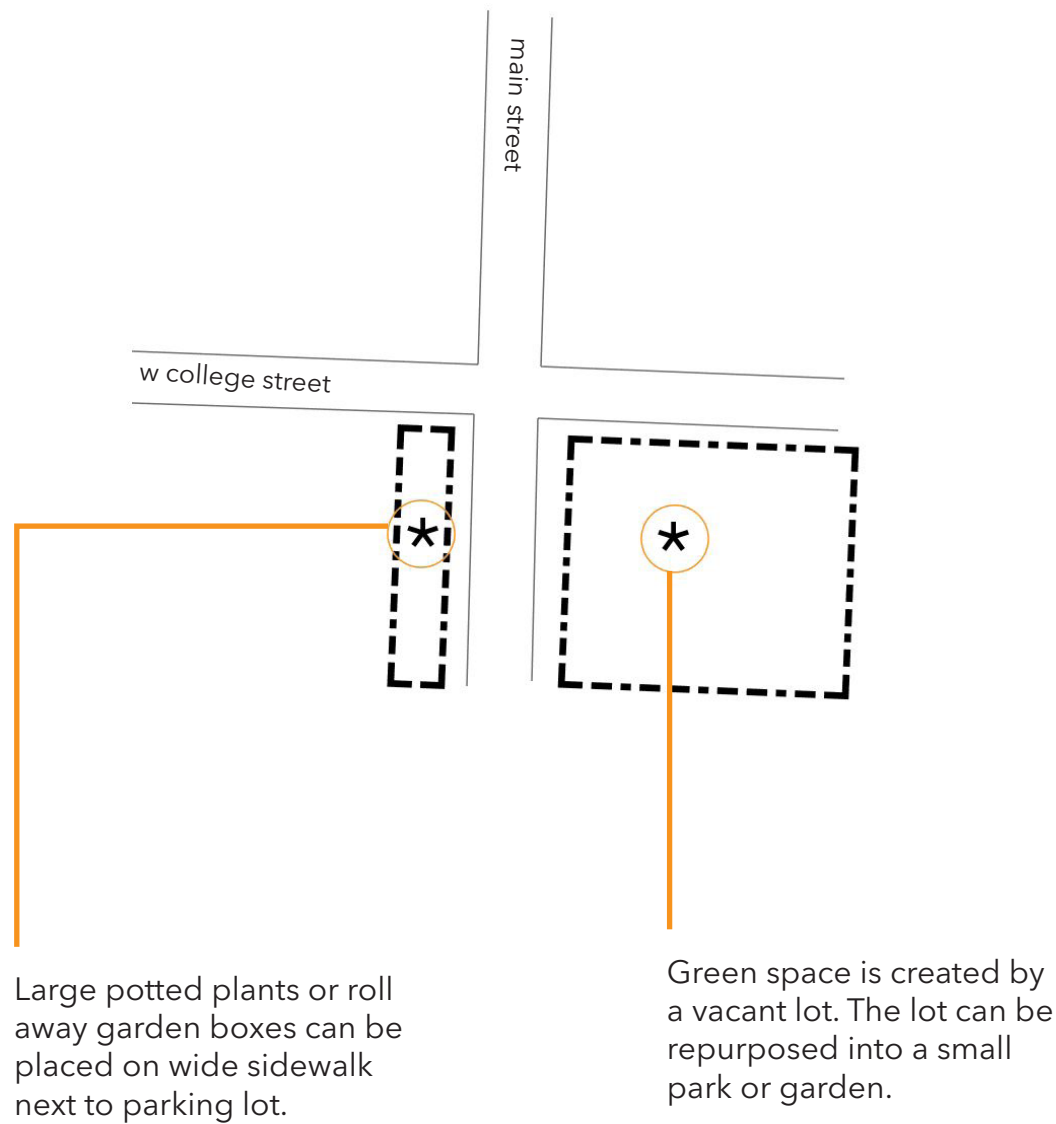 main street
w college street
*
*
Large potted plants or roll
away garden boxes can be
placed on wide sidewalk
next to parking lot.
Green space is created by
a vacant lot. The lot can be
repurposed into a small
park or garden.